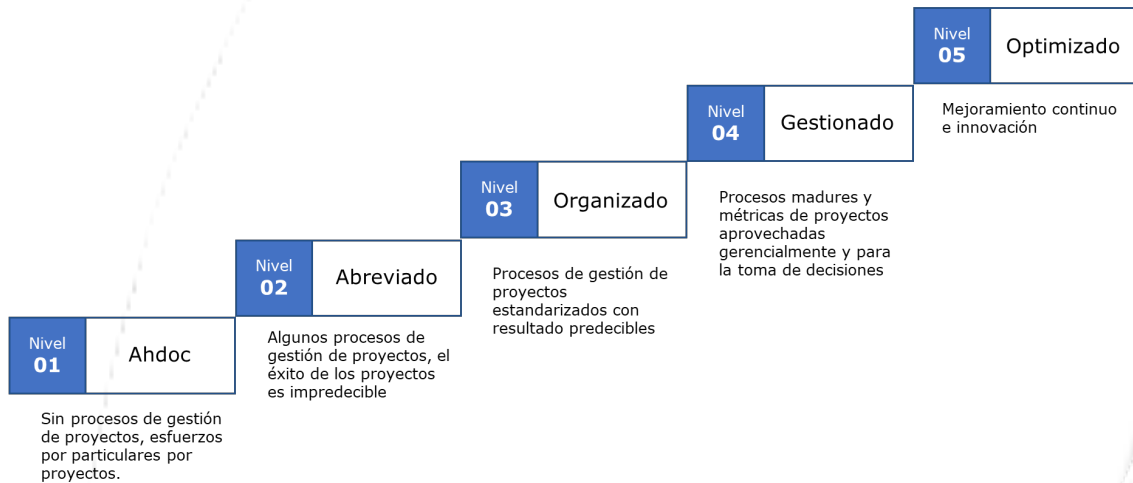 Nivel
01
Ahdoc
Sin procesos de gestión
de proyectos, esfuerzos
por particulares por
proyectos.
Nivel
02
Abreviado
Algunos procesos de
gestión de proyectos, el
éxito de los proyectos
es impredecible
Nivel
03
Organizado
Procesos de gestión de
proyectos
estandarizados con
resultado predecibles
Nivel
04
Gestionado
Procesos madures y
métricas de proyectos
aprovechadas
gerencialmente y para
la toma de decisiones
Nivel
05
Optimizado
Mejoramiento continuo
e innovación